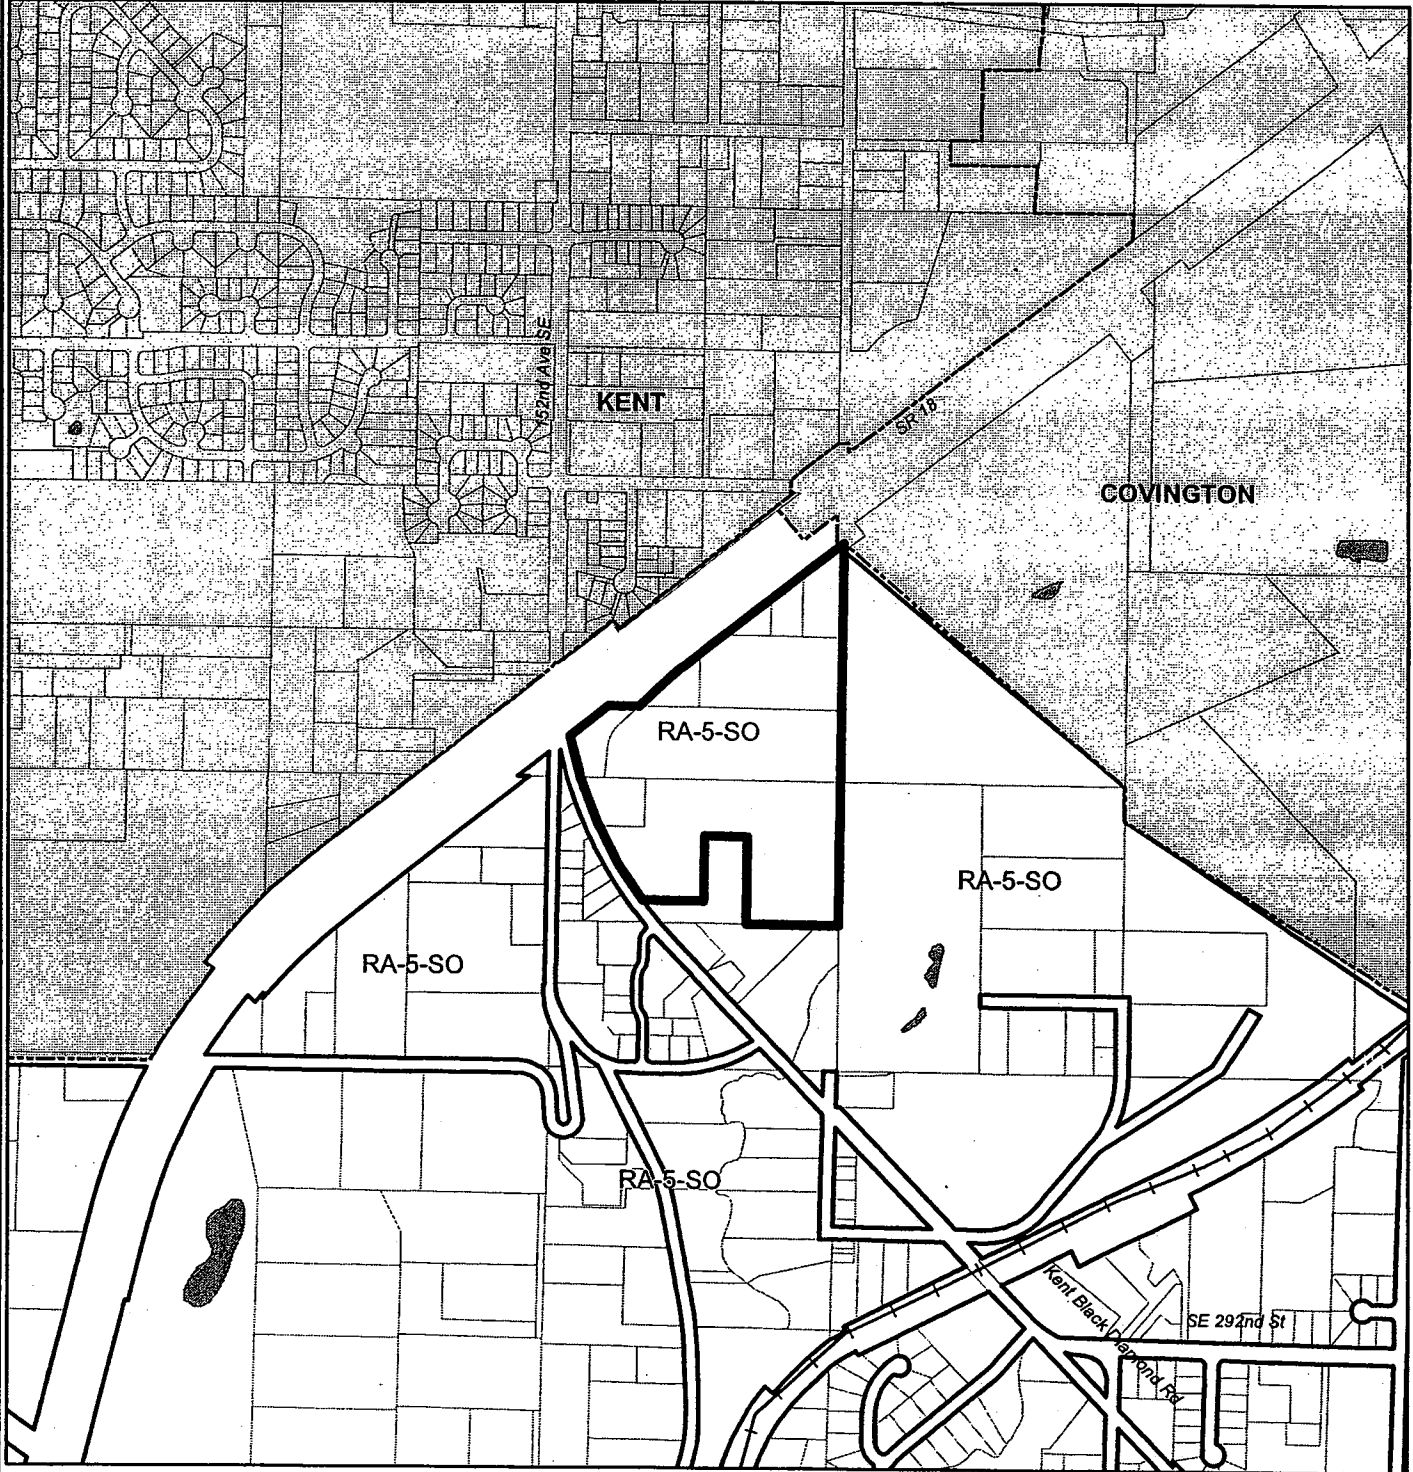 152nd Ave SE
KENT
SR 18
COVINGTON
RA-5-SO
RA-5-SO
RA-5-SO
RA-5-SO
Kent Black Diamond Rd
SE 292nd St